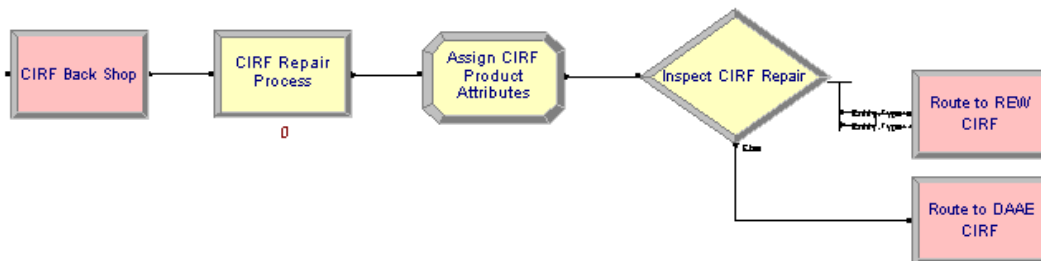 CIRF Back Shop
CIRF Repair
Process
0
Assign CIRF
Product
Attributes
Inspect CIRF Repair
Else
Route to REW
CIRF
Route to DAAE
CIRF